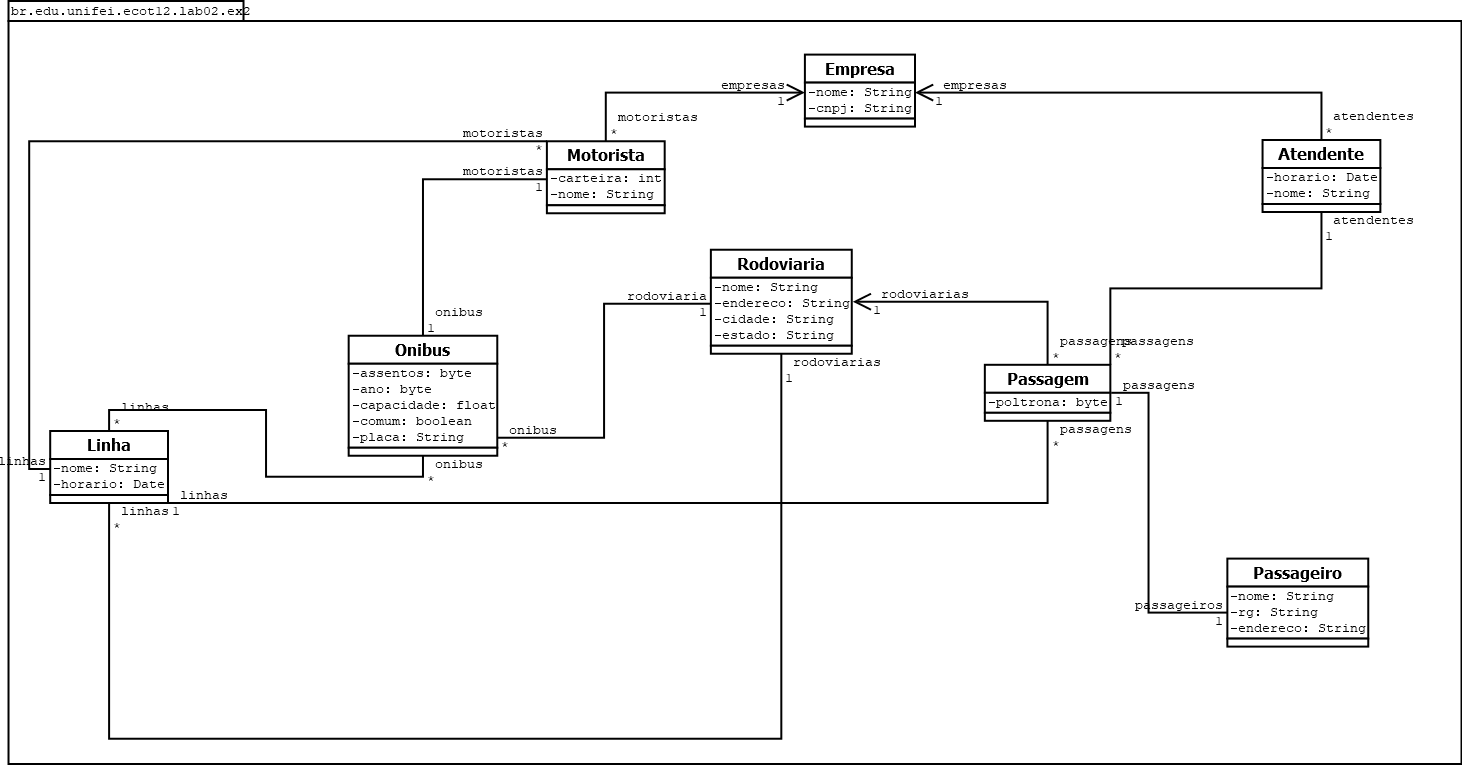 br.edu.unifei.ecot12.lab02.ex2
Empresa
-nome: String
-cnpj: String
empresas
1
empresas
1
motoristas
*
atendentes
*
motoristas
*
Motorista
-carteira: int
-nome: String
motoristas
1
Atendente
-horario: Date
-nome: String
atendentes
1
Rodoviaria
-nome: String
-endereco: String
-cidade: String
-estado: String
rodoviaria
1
rodoviarias
1
onibus
1
rodoviarias
1
Onibus
-assentos: byte
-ano: byte
-capacidade: float
-comum: boolean
-placa: String
onibus
*
onibus
*
passagens
*
passagens
*
Passagem
-poltrona: byte
passagens
1
passagens
*
linhas
*
Linha
-nome: String
-horario: Date
linhas
1
linhas
1
linhas
*
Passageiro
-nome: String
-rg: String
-endereco: String
passageiros
1